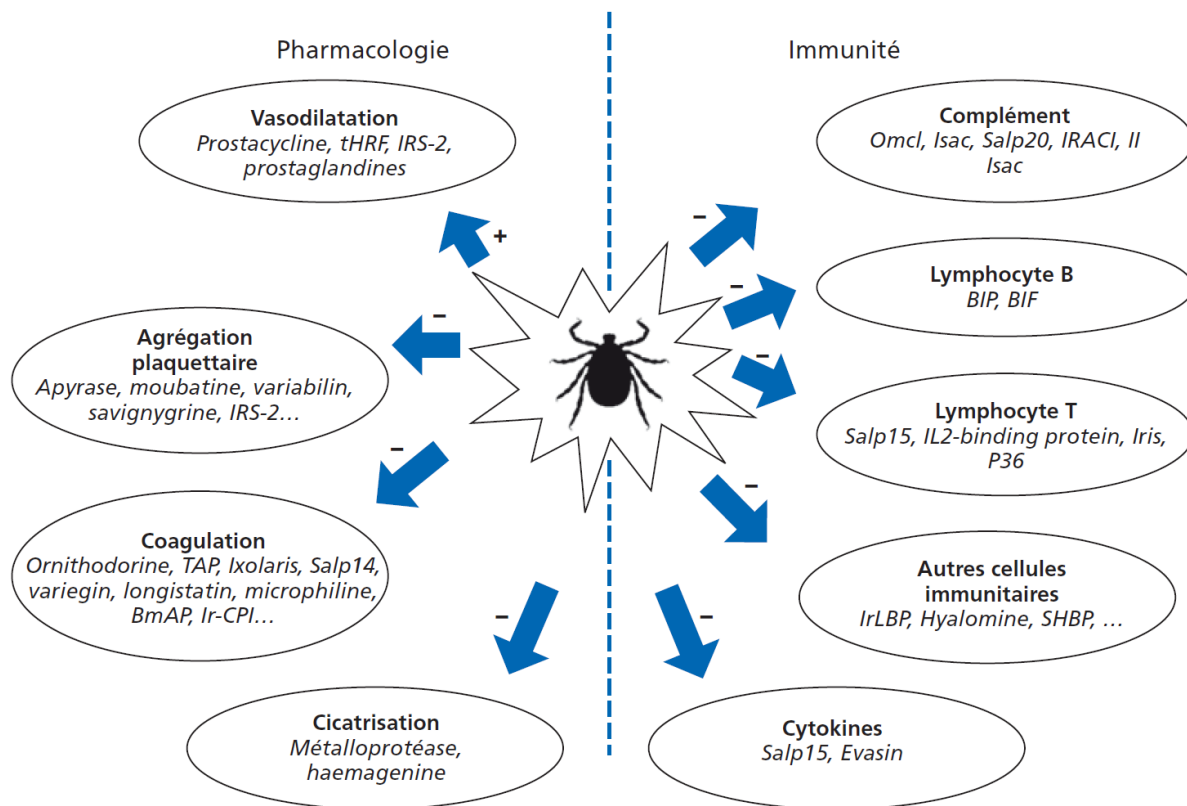 Pharmacologie
Vasodilatation
Prostacycline, tHRF, IRS-2,
prostaglandines
+
–
Agrégation
plaquettaire
Apyrase, moubatine, variabilin,
savignygrine, IRS-2…
–
Coagulation
Ornithodorine, TAP, Ixolaris, Salp14,
variegin, longistatin, microphiline,
BmAP, Ir-CPI…
–
Cicatrisation
Métalloprotéase,
haemagenine
Immunité
Complément
Omcl, Isac, Salp20, IRACI, II
Isac
–
–
Lymphocyte B
BIP, BIF
–
Lymphocyte T
Salp15, IL2-binding protein, Iris,
P36
–
Autres cellules
immunitaires
IrLBP, Hyalomine, SHBP, …
–
Cytokines
Salp15, Evasin